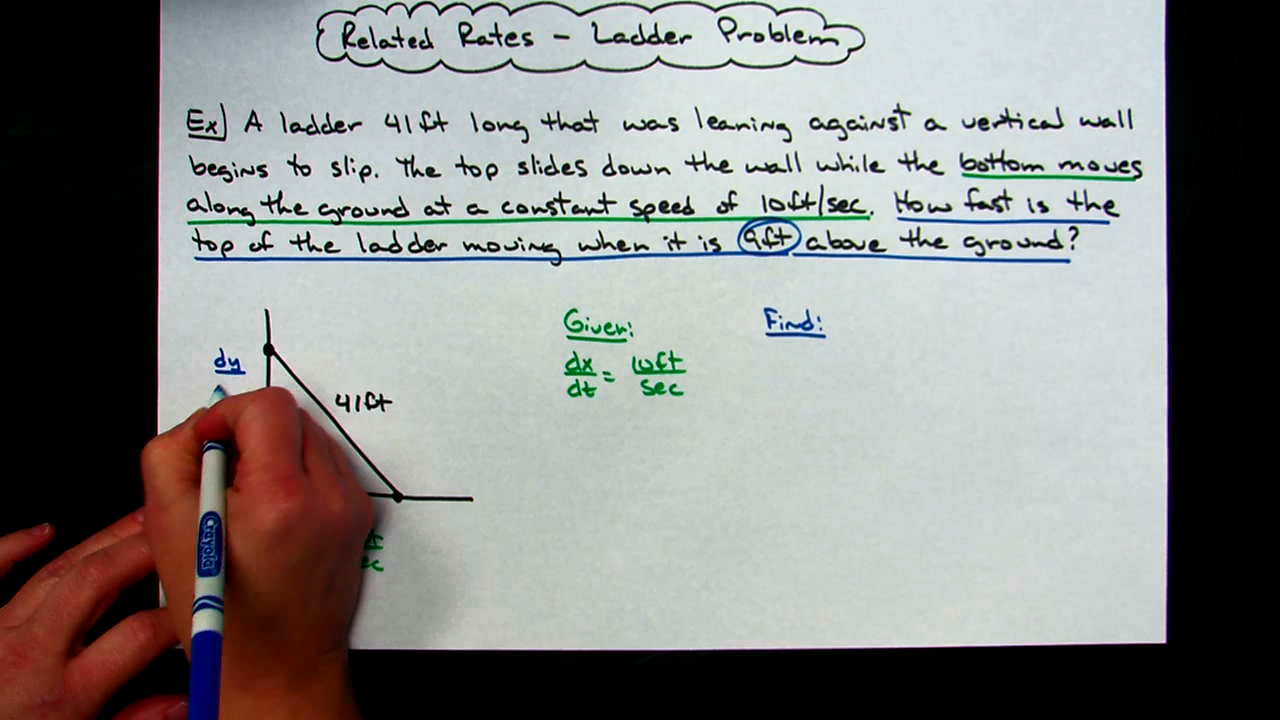 Related Rates - Ladder Problem
Ex] A ladder 41ft long that was leaning against a vertical wall
begins to slip. The top slides down the wall while the bottom moves
along the ground at a constant speed of 10ft/sec. How fast is the
top of the ladder moving when it is 9ft above the ground?
Given:
Find:
dy
dx/dt = 10ft/sec
41ft
Crayola